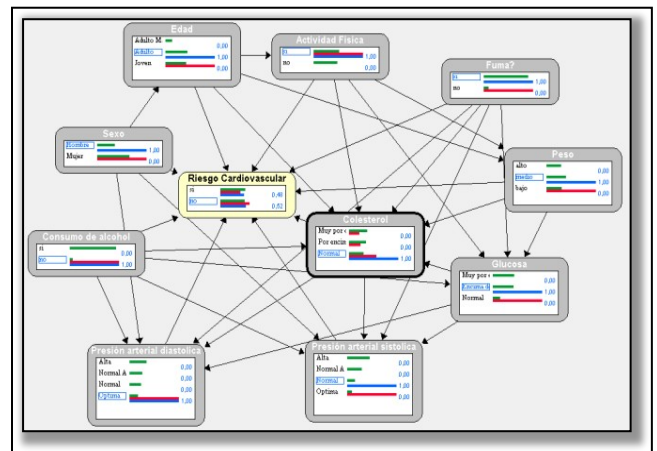 Edad
Adulto M
0,00
Adulto
1,00
Joven
0,00
Actividad Física
si
1,00
no
0,00
Fuma?
si
1,00
no
0,00
Sexo
Hombre
1,00
Mujer
0,00
Peso
alto
0,00
medio
1,00
bajo
0,00
Riesgo Cardiovascular
si
0,48
no
0,52
Colesterol
Muy por e
0,00
Por encim
0,00
Normal
1,00
Consumo de alcohol
si
0,00
no
1,00
Glucosa
Muy por e
0,00
1,00
Normal
0,00
Presión arterial diastolica
Alta
0,00
Normal A
0,00
Normal
0,00
Optima
1,00
Presión arterial sistolica
Alta
0,00
Normal A
0,00
Normal
1,00
Optima
0,00